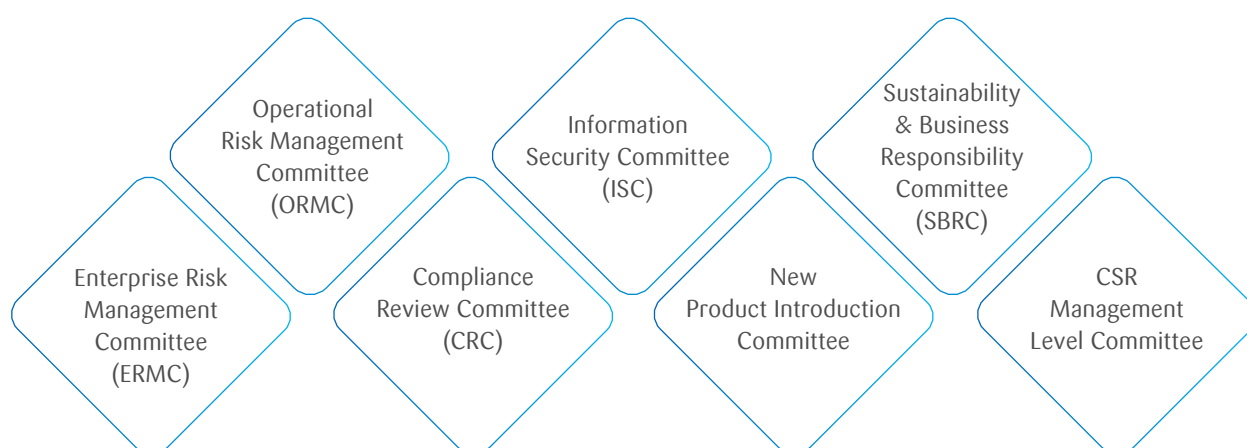 Operational
Risk Management
Committee
(ORMC)
Information
Security Committee
(ISC)
Sustainability
& Business
Responsibility
Committee
(SBRC)
Enterprise Risk
Management
Committee
(ERMC)
Compliance
Review Committee
(CRC)
New
Product Introduction
Committee
CSR
Management
Level Committee